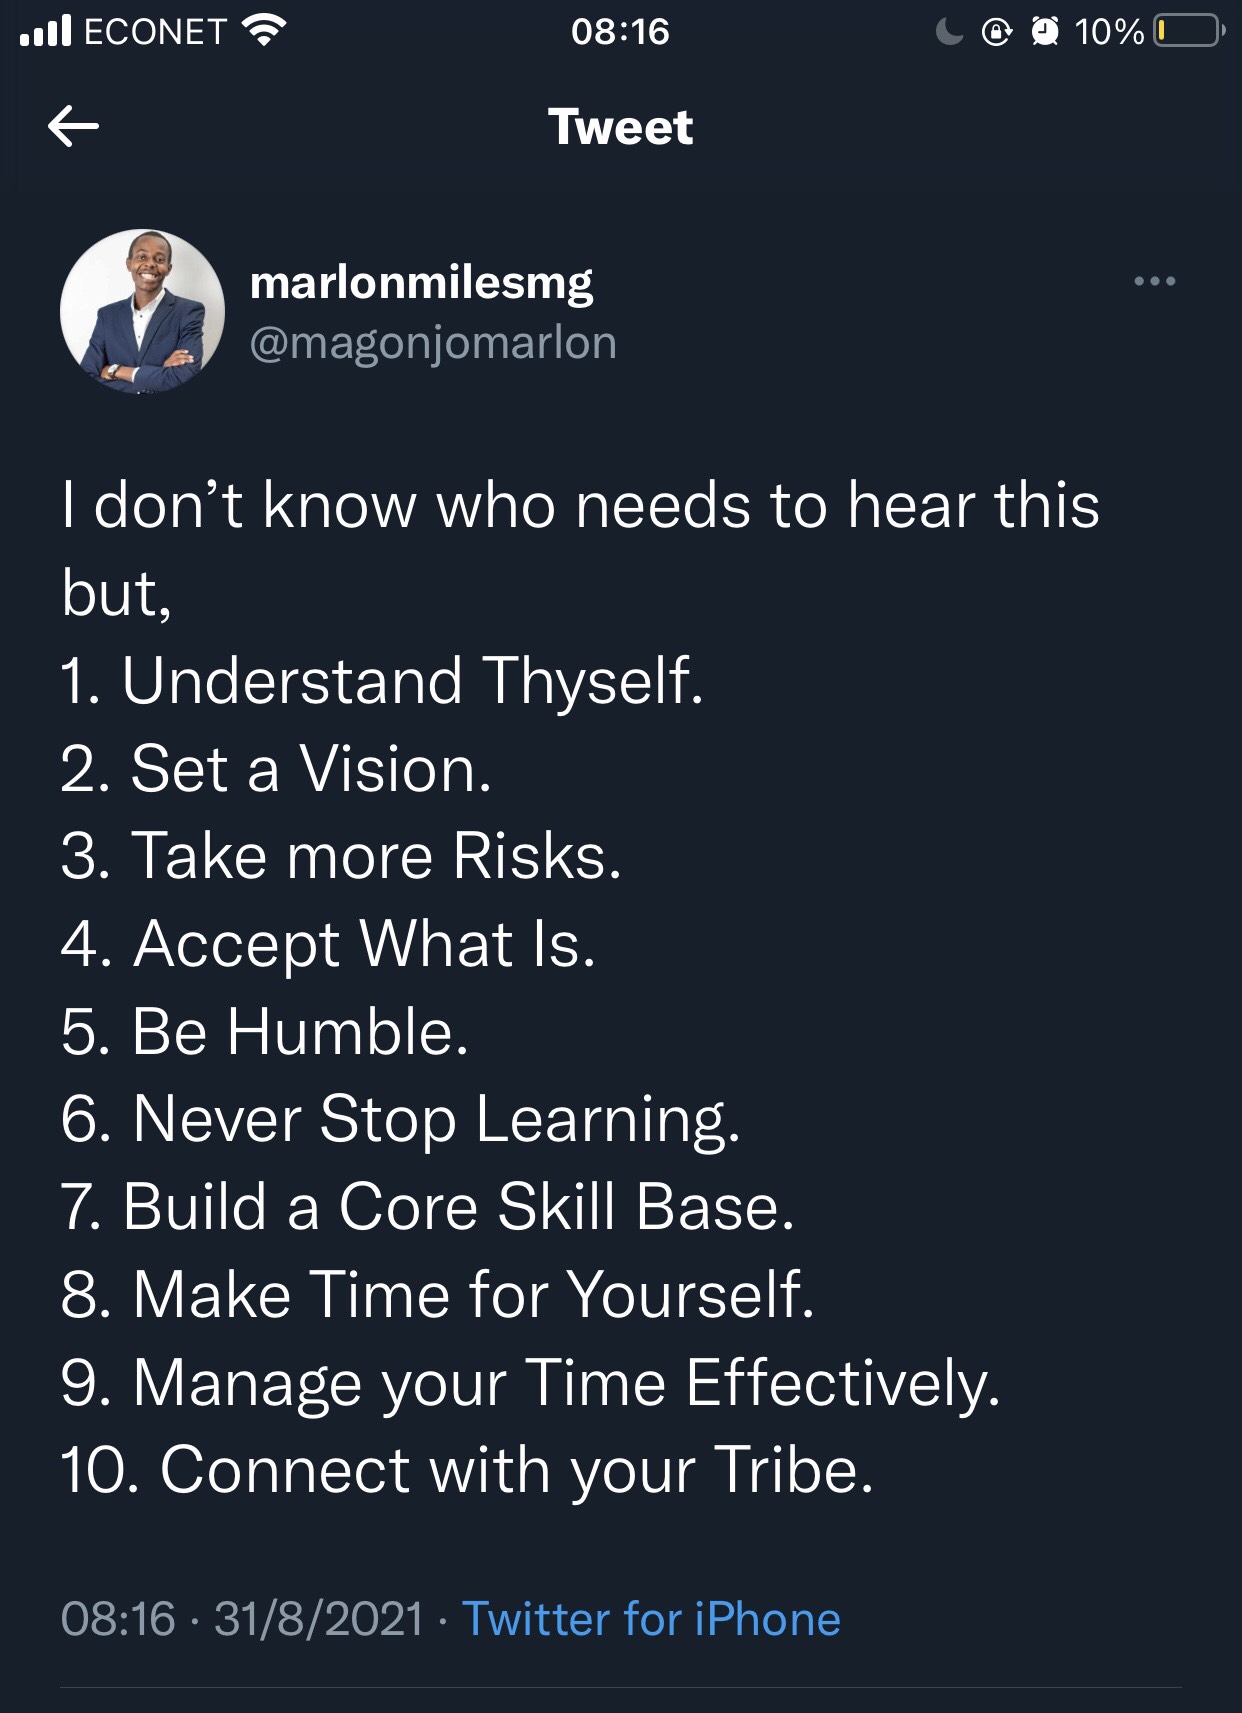 ECONET 08:16 10%
Tweet
marlonmilesmg
@magonjomarlon
I don’t know who needs to hear this
but,
1. Understand Thyself.
2. Set a Vision.
3. Take more Risks.
4. Accept What Is.
5. Be Humble.
6. Never Stop Learning.
7. Build a Core Skill Base.
8. Make Time for Yourself.
9. Manage your Time Effectively.
10. Connect with your Tribe.
08:16 · 31/8/2021 · Twitter for iPhone